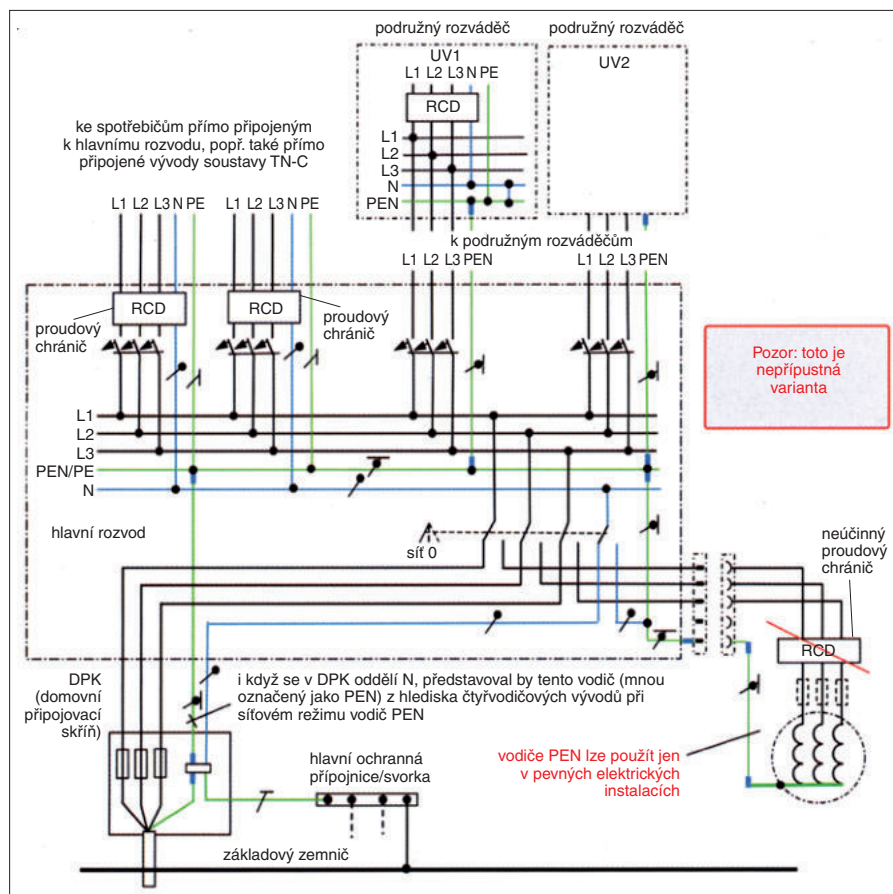 podružný rozváděč
podružný rozváděč
UV1
UV2
L1 L2 L3 N PE
RCD
L1
L2
L3
N
PEN
ke spotřebičům přímo připojeným
k hlavnímu rozvodu, popř. také přímo
připojené vývody soustavy TN-C
L1 L2 L3 N PE
L1 L2 L3 N PE
k podružným rozváděčům
L1 L2 L3 PEN
L1 L2 L3 PEN
RCD
RCD
proudový
chránič
proudový
chránič
Pozor: toto je
nepřípustná
varianta
L1
L2
L3
PEN/PE
N
hlavní rozvod
síť 0
neúčinný
proudový
chránič
RCD
DPK
(domovní
připojovací
skříň)
i když se v DPK oddělí N, představoval by tento vodič (mnou
označený jako PEN) z hlediska čtyřvodičových vývodů při
síťovém režimu vodič PEN
hlavní ochranná
přípojnice/svorka
vodiče PEN lze použít jen
v pevných elektrických
instalacích
základový zemnič